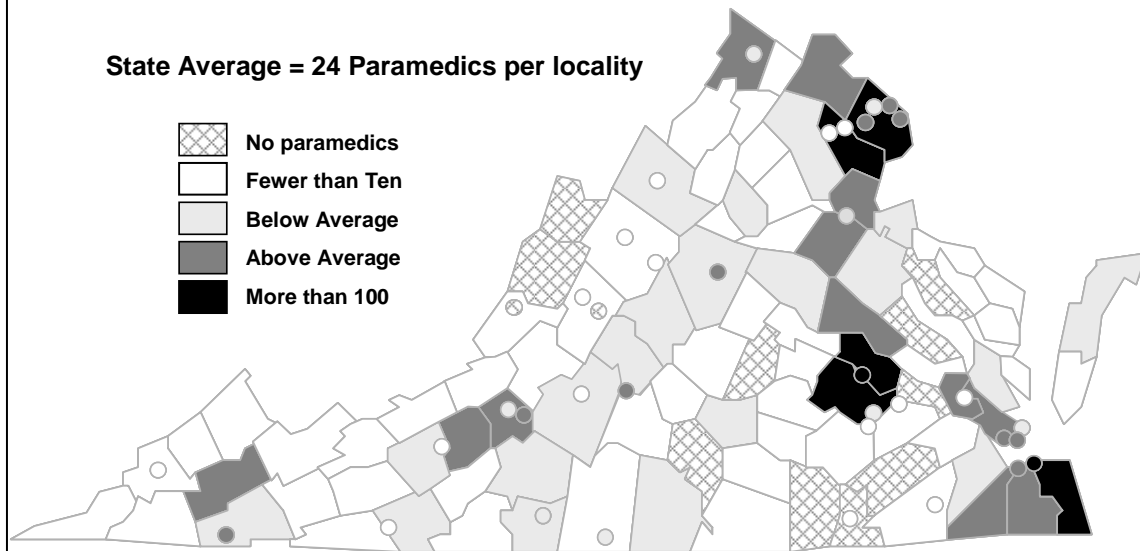 State Average = 24 Paramedics per locality
No paramedics
Fewer than Ten
Below Average
Above Average
More than 100